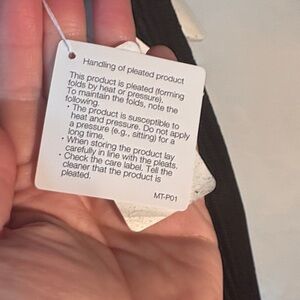 Handling of pleated product
This product is pleated (forming
folds by heat or pressure).
To maintain the folds, note the
following.
・The product is susceptible to
heat and pressure. Do not apply
a pressure (e.g., sitting) for a
long time.
・When storing the product lay
carefully in line with the pleats.
・Check the care label. Tell the
cleaner that the product is
pleated.
MT-P01